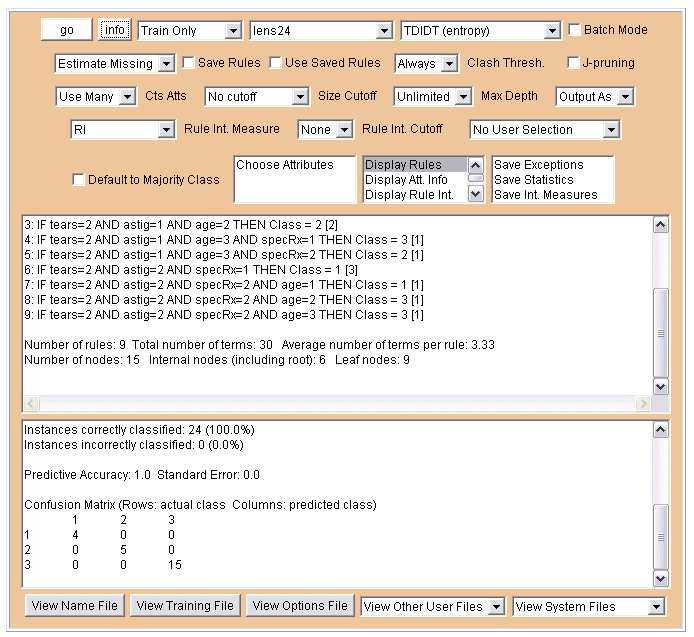 go info Train Only lens24 TDIDT (entropy) Batch Mode
Estimate Missing Save Rules Use Saved Rules Always Clash Thresh. J-pruning
Use Many Cts Atts No cutoff Size Cutoff Unlimited Max Depth Output As
RI Rule Int. Measure None Rule Int. Cutoff No User Selection
Default to Majority Class
Choose Attributes
Display Rules
Display Att. Info
Display Rule Int.
Save Exceptions
Save Statistics
Save Int. Measures
3: IF tears=2 AND astig=1 AND age=2 THEN Class = 2 [2]
4: IF tears=2 AND astig=1 AND age=3 AND specRx=1 THEN Class = 3 [1]
5: IF tears=2 AND astig=1 AND age=3 AND specRx=2 THEN Class = 2 [1]
6: IF tears=2 AND astig=2 AND specRx=1 THEN Class = 1 [3]
7: IF tears=2 AND astig=2 AND specRx=2 AND age=1 THEN Class = 1 [1]
8: IF tears=2 AND astig=2 AND specRx=2 AND age=2 THEN Class = 3 [1]
9: IF tears=2 AND astig=2 AND specRx=2 AND age=3 THEN Class = 3 [1]
Number of rules: 9 Total number of terms: 30 Average number of terms per rule: 3.33
Number of nodes: 15 Internal nodes (including root): 6 Leaf nodes: 9
Instances correctly classified: 24 (100.0%)
Instances incorrectly classified: 0 (0.0%)
Predictive Accuracy: 1.0 Standard Error: 0.0
Confusion Matrix (Rows: actual class Columns: predicted class)
1 2 3
1 4 0 0
2 0 5 0
3 0 0 15
View Name File View Training File View Options File View Other User Files View System Files